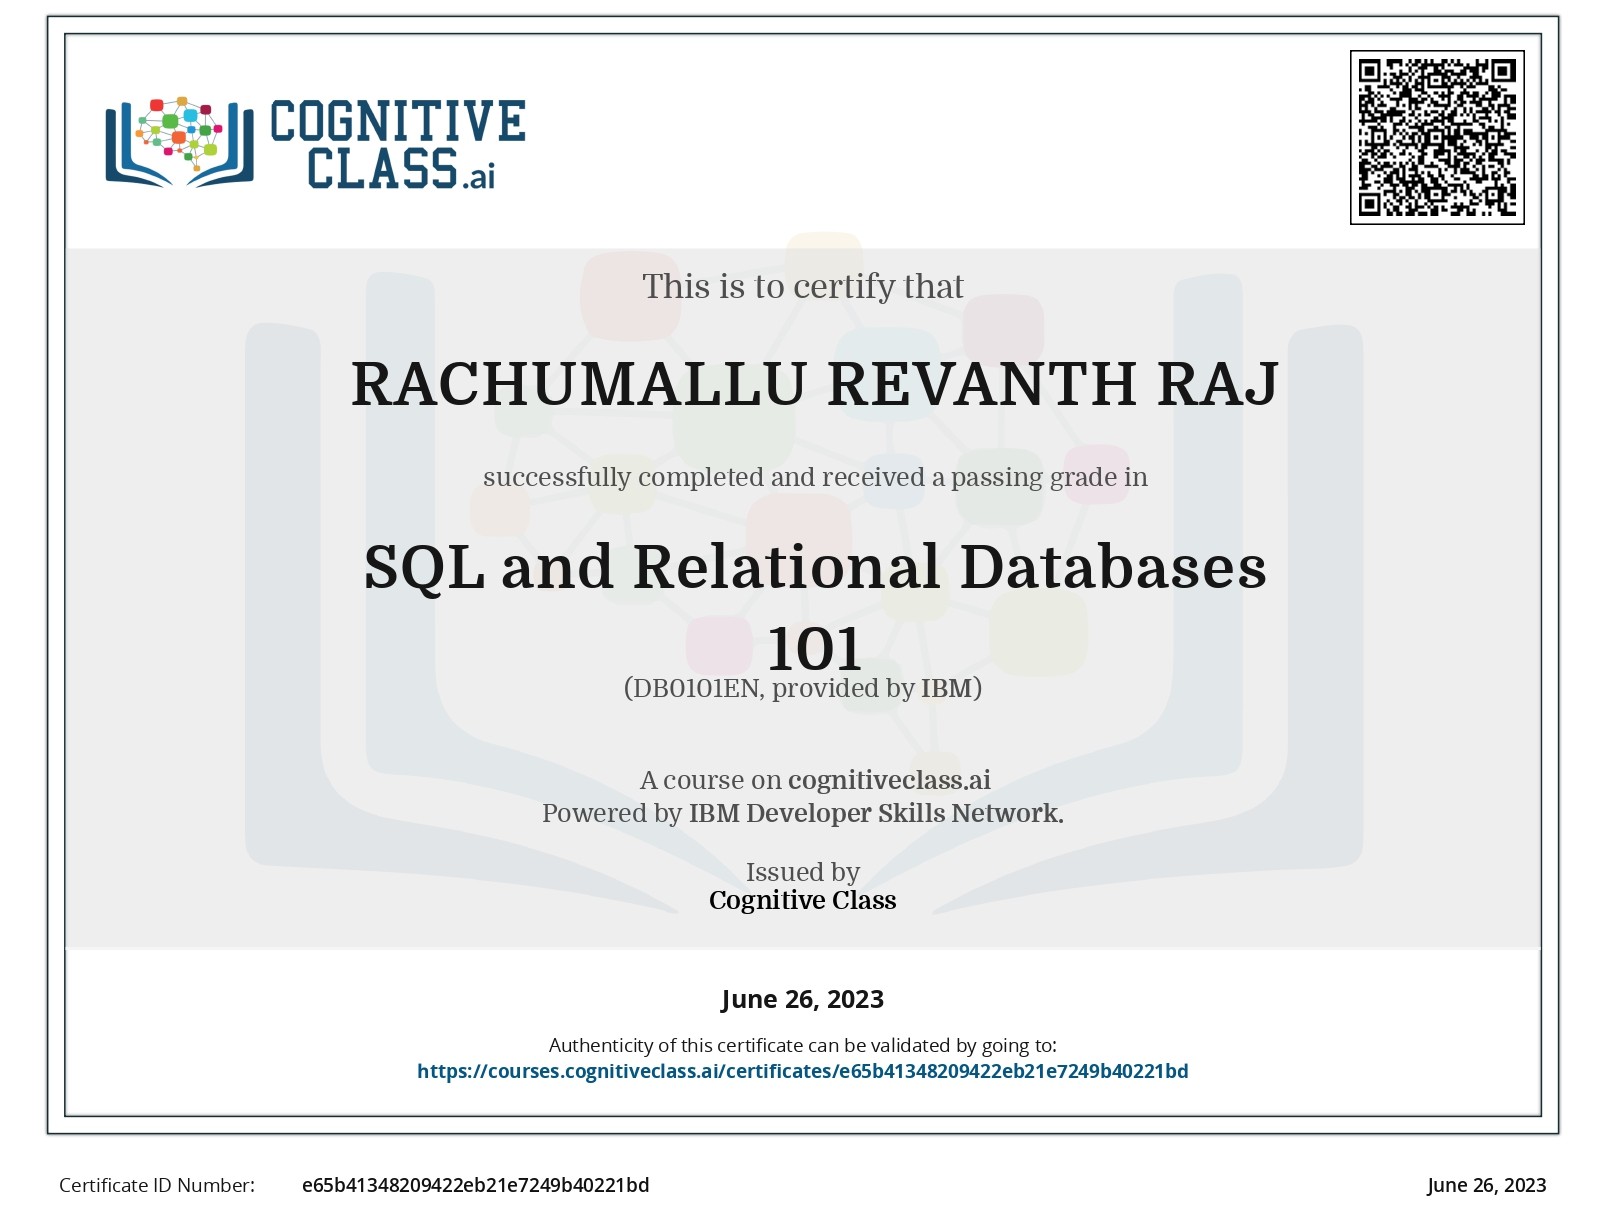 COGNITIVE
CLASS.ai
This is to certify that
RACHUMALLU REVANTH RAJ
successfully completed and received a passing grade in
SQL and Relational Databases
101
(DB0101EN, provided by IBM)
A course on cognitiveclass.ai
Powered by IBM Developer Skills Network.
Issued by
Cognitive Class
June 26, 2023
Authenticity of this certificate can be validated by going to:
https://courses.cognitiveclass.ai/certificates/e65b41348209422eb21e7249b40221bd
Certificate ID Number: e65b41348209422eb21e7249b40221bd June 26, 2023